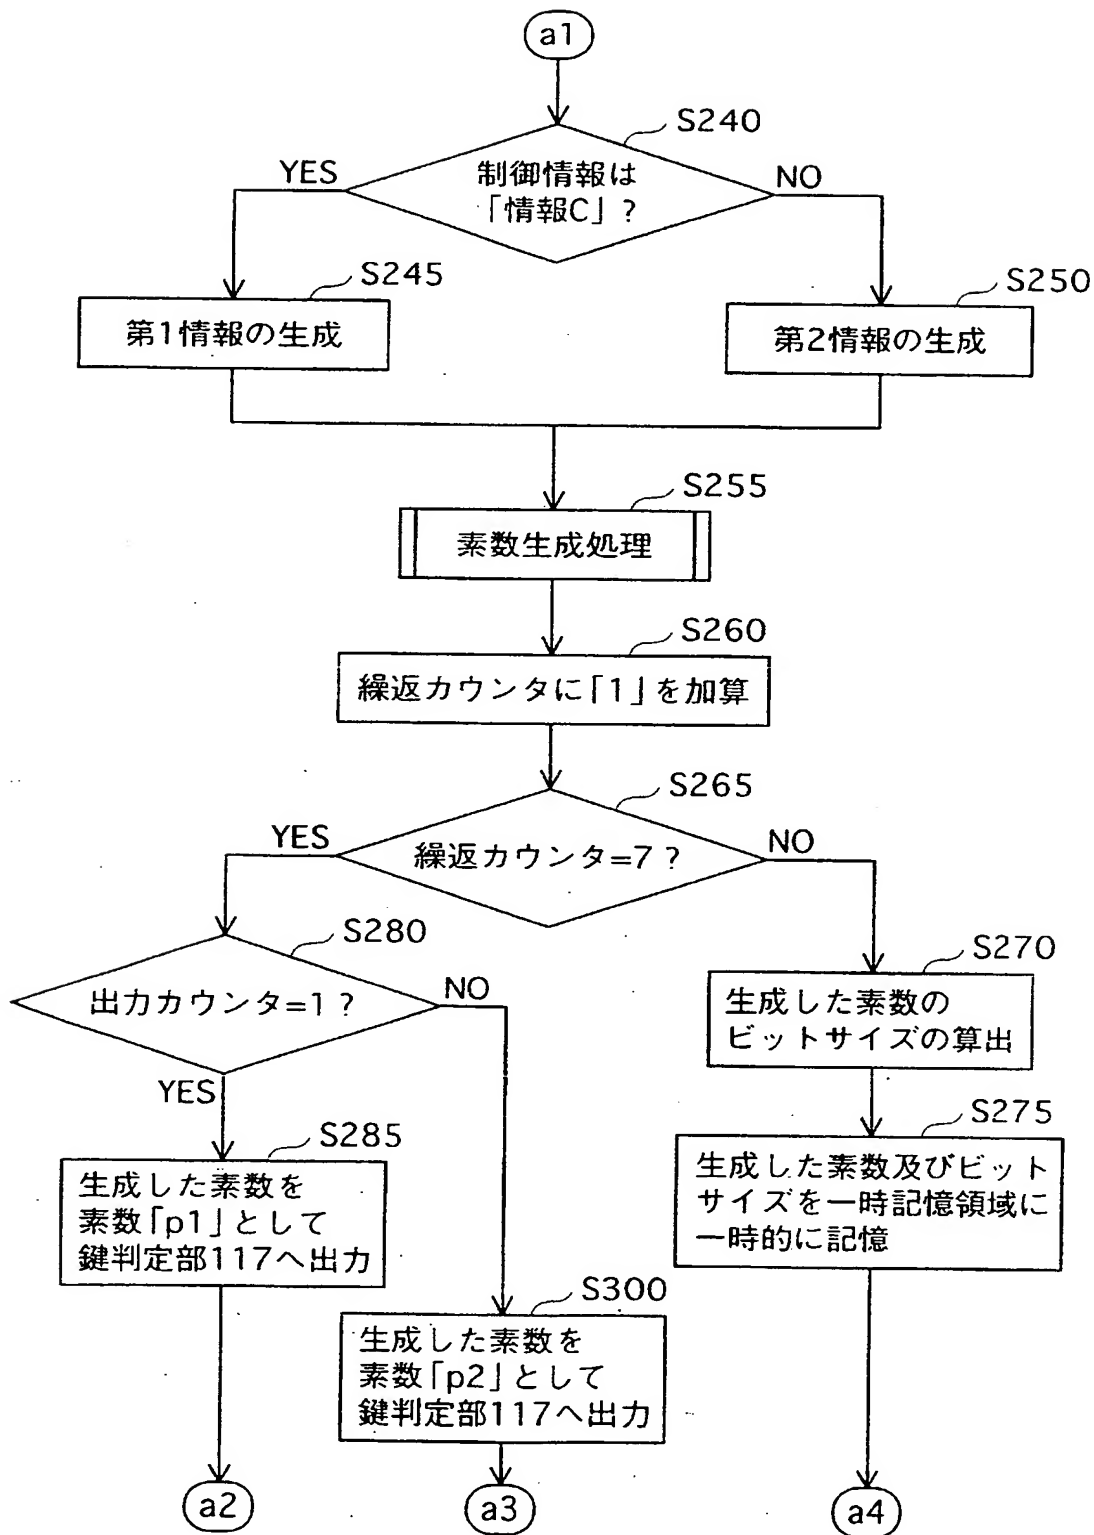 a1
S240
制御情報は
「情報C」?
YES
NO
S245
第1情報の生成
S250
第2情報の生成
S255
素数生成処理
S260
繰返カウンタに「1」を加算
S265
繰返カウンタ=7?
YES
NO
S280
出力カウンタ=1?
NO
YES
S270
生成した素数の
ビットサイズの算出
S285
生成した素数を
素数「p1」として
鍵判定部117へ出力
S275
生成した素数及びビット
サイズを一時記憶領域に
一時的に記憶
S300
生成した素数を
素数「p2」として
鍵判定部117へ出力
a2
a3
a4